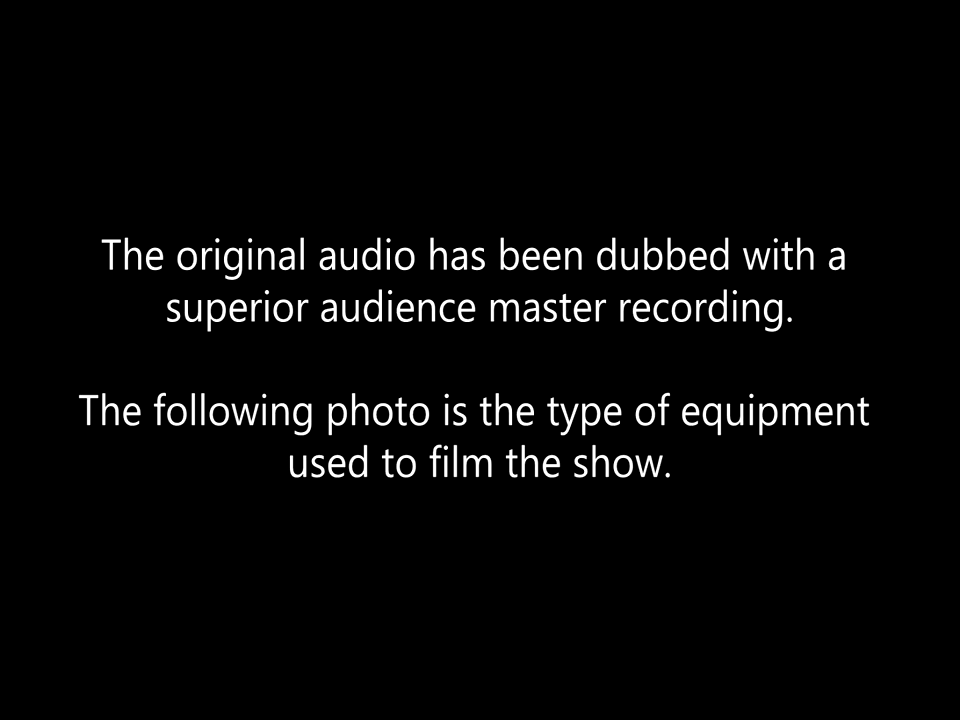 The original audio has been dubbed with a
superior audience master recording.
The following photo is the type of equipment
used to film the show.